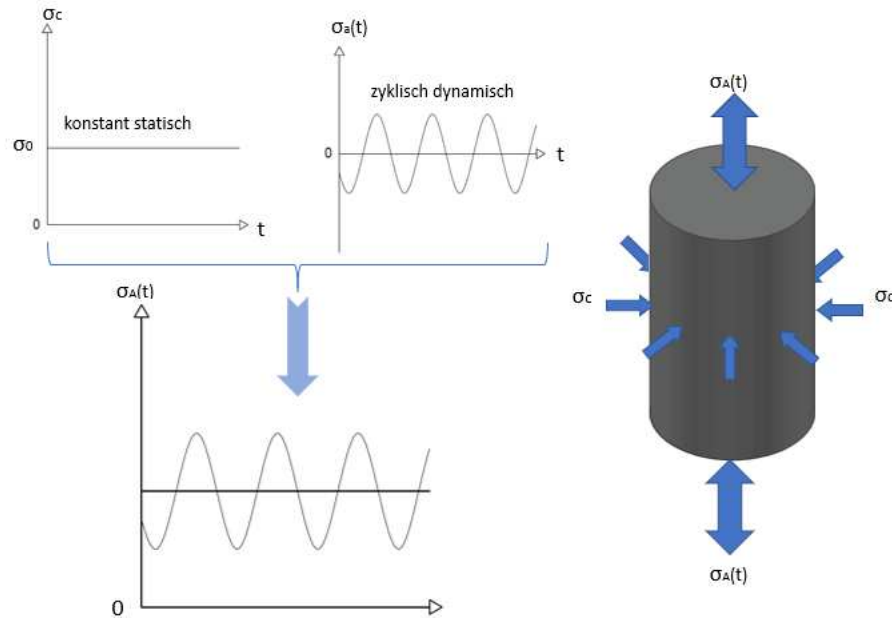 σc
konstant statisch
σ0
0
t
σa(t)
zyklisch dynamisch
0
t
σA(t)
0
σA(t)
σc
σc
σA(t)